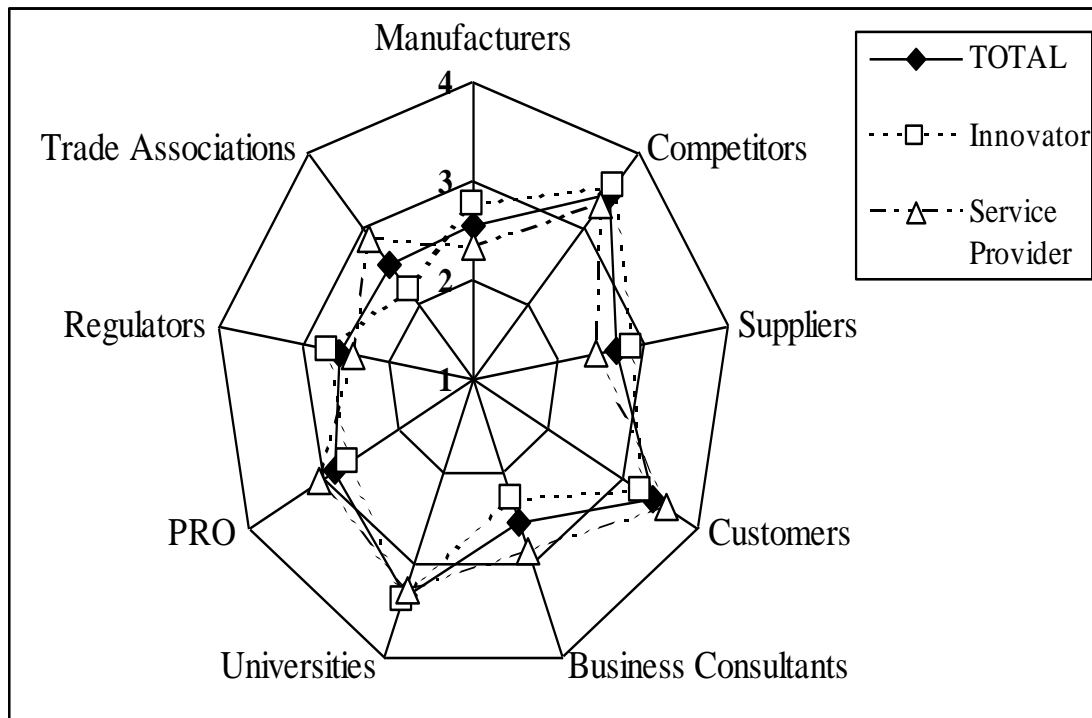 Manufacturers
4
TOTAL
Trade Associations
Competitors
Innovator
3
Service
Provider
2
Regulators
Suppliers
1
PRO
Customers
Universities
Business Consultants